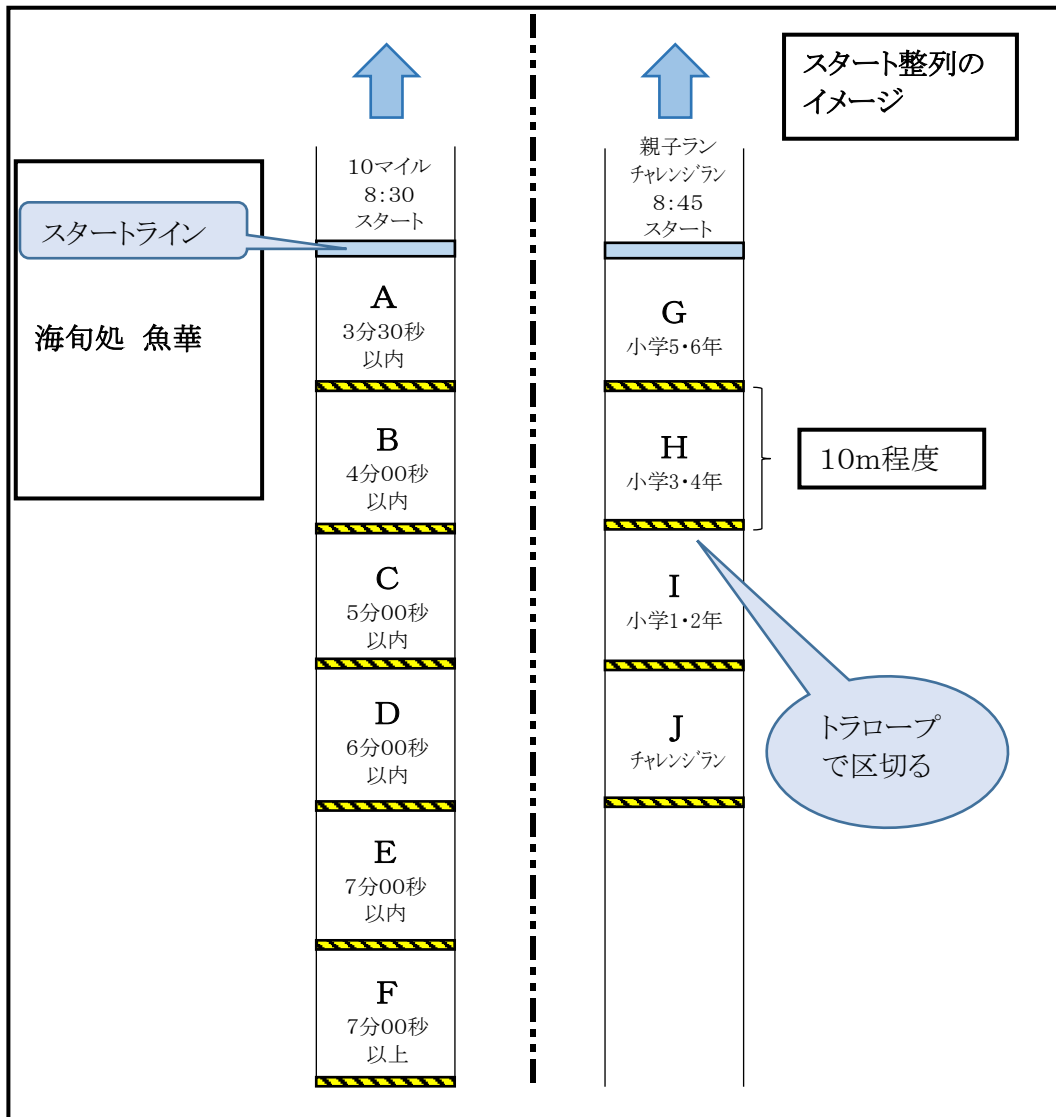 スタート整列の
イメージ
10マイル
8:30
スタート
親子ラン
チャレンジラン
8:45
スタート
スタートライン
海旬処 魚華
A
3分30秒
以内
B
4分00秒
以内
C
5分00秒
以内
D
6分00秒
以内
E
7分00秒
以内
F
7分00秒
以上
G
小学5・6年
H
小学3・4年
10m程度
I
小学1・2年
J
チャレンジラン
トラロープ
で区切る